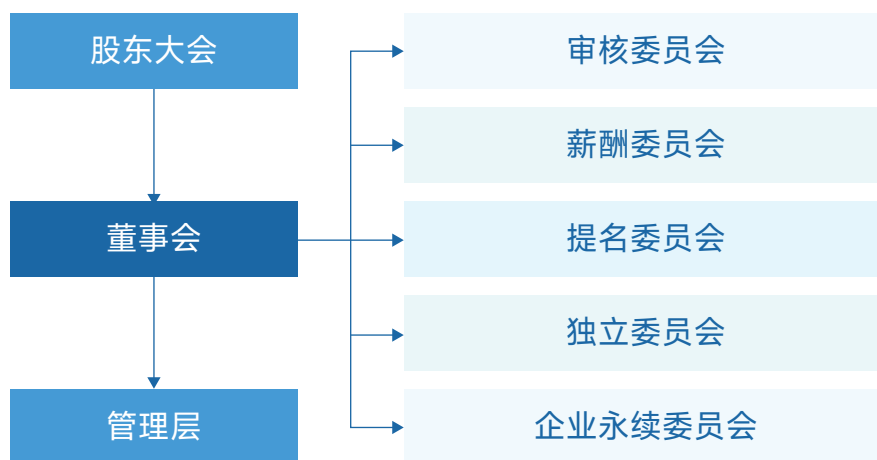 股东大会
董事会
管理层
审核委员会
薪酬委员会
提名委员会
独立委员会
企业永续委员会